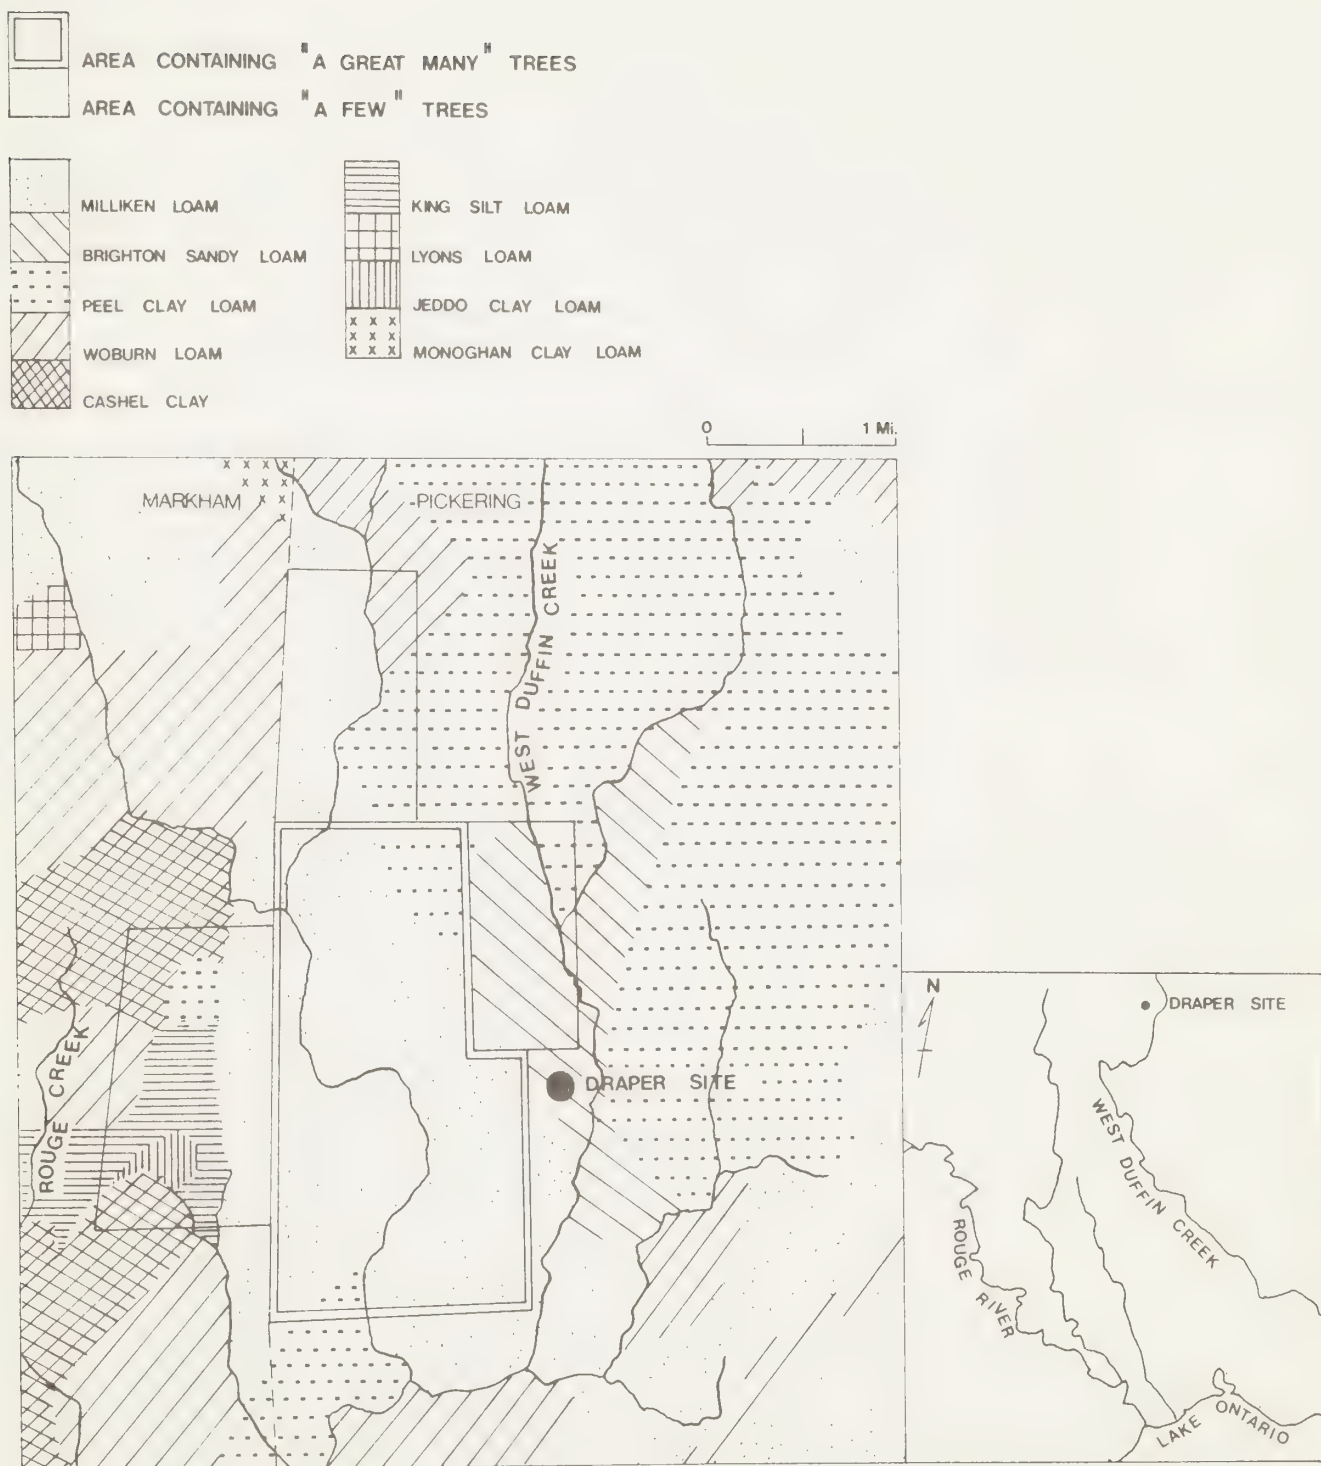 AREA CONTAINING "A GREAT MANY" TREES
AREA CONTAINING "A FEW" TREES
MILLIKEN LOAM
BRIGHTON SANDY LOAM
PEEL CLAY LOAM
WOBURN LOAM
CASHEL CLAY
KING SILT LOAM
LYONS LOAM
JEDDO CLAY LOAM
MONOGHAN CLAY LOAM
0 1 Mi.
MARKHAM
PICKERING
WEST DUFFIN CREEK
ROUGE CREEK
DRAPER SITE
N
DRAPER SITE
WEST DUFFIN CREEK
ROUGE RIVER
LAKE ONTARIO